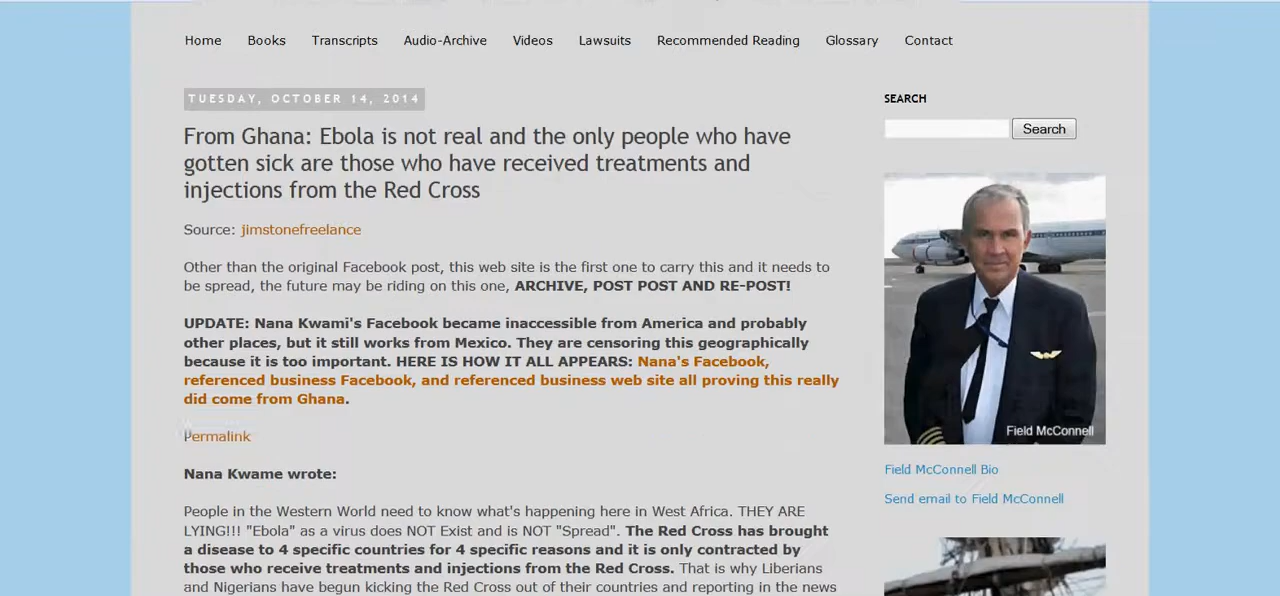 Home Books Transcripts Audio-Archive Videos Lawsuits Recommended Reading Glossary Contact
TUESDAY, OCTOBER 14, 2014
From Ghana: Ebola is not real and the only people who have
gotten sick are those who have received treatments and
injections from the Red Cross
Source: jimstonefreelance
Other than the original Facebook post, this web site is the first one to carry this and it needs to
be spread, the future may be riding on this one, ARCHIVE, POST POST AND RE-POST!
UPDATE: Nana Kwami's Facebook became inaccessible from America and probably
other places, but it still works from Mexico. They are censoring this geographically
because it is too important. HERE IS HOW IT ALL APPEARS: Nana's Facebook,
referenced business Facebook, and referenced business web site all proving this really
did come from Ghana.
Permalink
Nana Kwame wrote:
People in the Western World need to know what's happening here in West Africa. THEY ARE
LYING!!! "Ebola" as a virus does NOT Exist and is NOT "Spread". The Red Cross has brought
a disease to 4 specific countries for 4 specific reasons and it is only contracted by
those who receive treatments and injections from the Red Cross. That is why Liberians
and Nigerians have begun kicking the Red Cross out of their countries and reporting in the news
SEARCH
Search
Field McConnell
Field McConnell Bio
Send email to Field McConnell